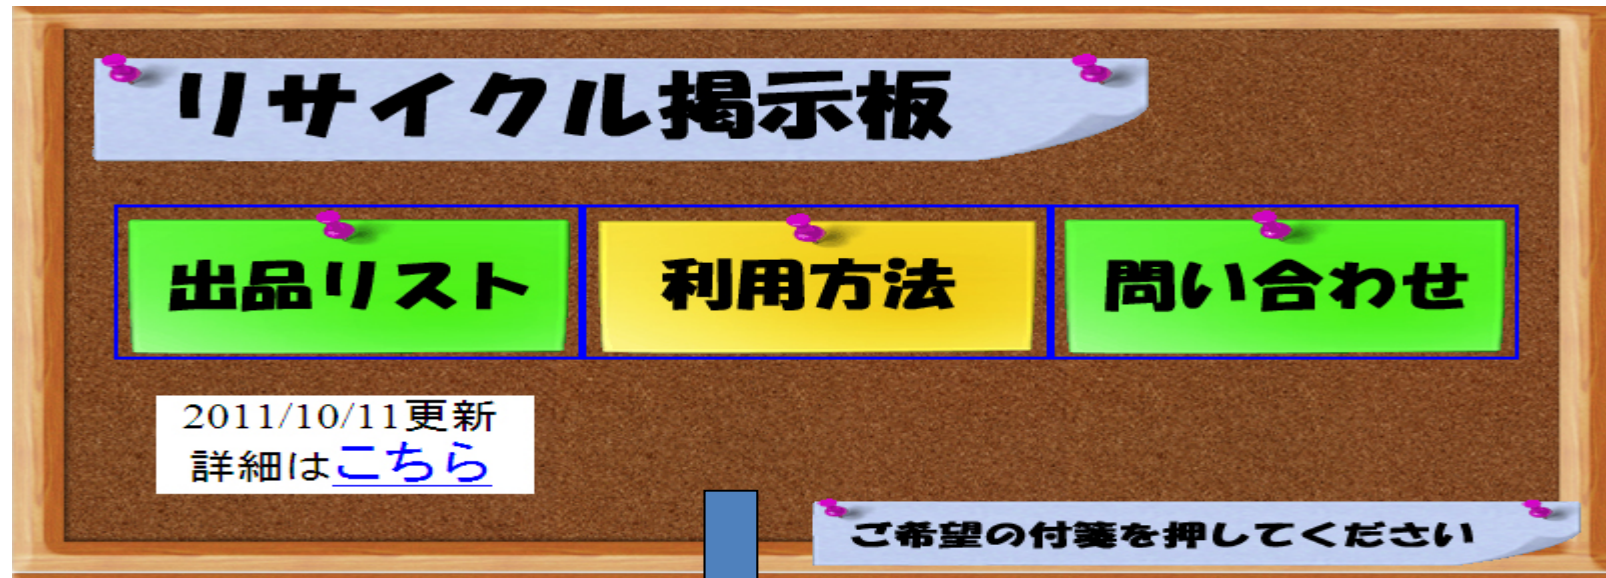 リサイクル掲示板
出品リスト
利用方法
問い合わせ
2011/10/11更新
詳細はこちら
ご希望の付箋を押してください